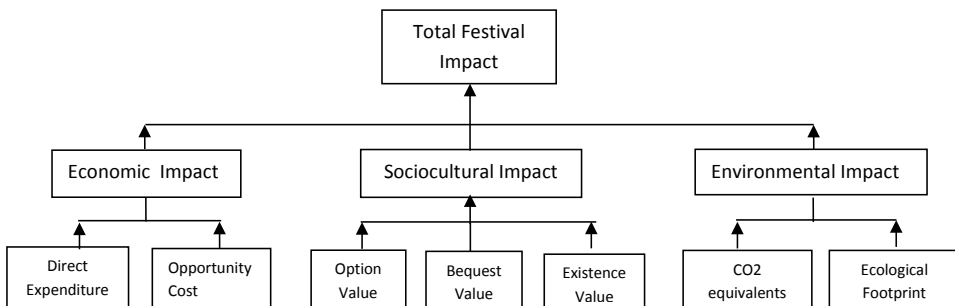 Total Festival
Impact
Economic Impact
Sociocultural Impact
Environmental Impact
Direct
Expenditure
Opportunity
Cost
Option
Value
Bequest
Value
Existence
Value
CO2
equivalents
Ecological
Footprint